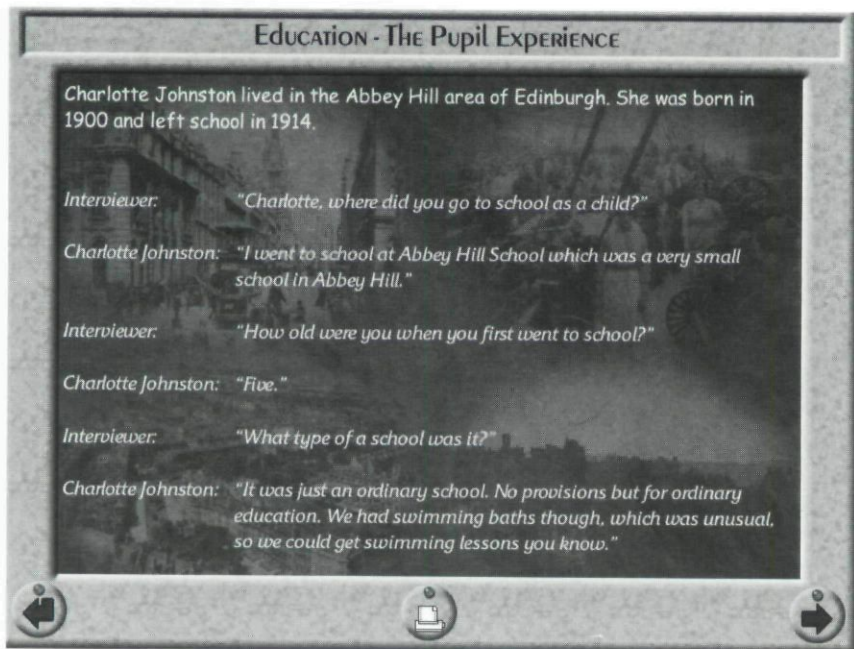 Education - The Pupil Experience
Charlotte Johnston lived in the Abbey Hill area of Edinburgh. She was born in
1900 and left school in 1914.
Interviewer: "Charlotte, where did you go to school as a child?"
Charlotte Johnston: "I went to school at Abbey Hill School which was a very small
school in Abbey Hill."
Interviewer: "How old were you when you first went to school?"
Charlotte Johnston: "Five."
Interviewer: "What type of a school was it?"
Charlotte Johnston: "It was just an ordinary school. No provisions but for ordinary
education. We had swimming baths though, which was unusual,
so we could get swimming lessons you know."